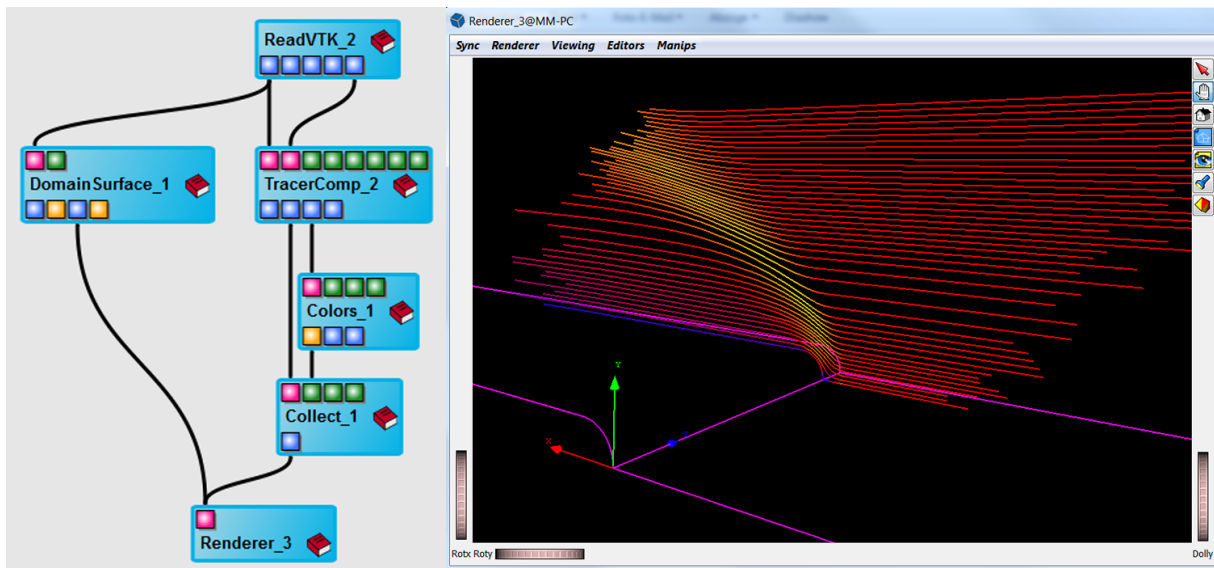 ReadVTK_2
DomainSurface_1
TracerComp_2
Colors_1
Collect_1
Renderer_3
Renderer_3@MM-PC
Sync Renderer Viewing Editors Manips
Y
X
Rotx Roty
Dolly